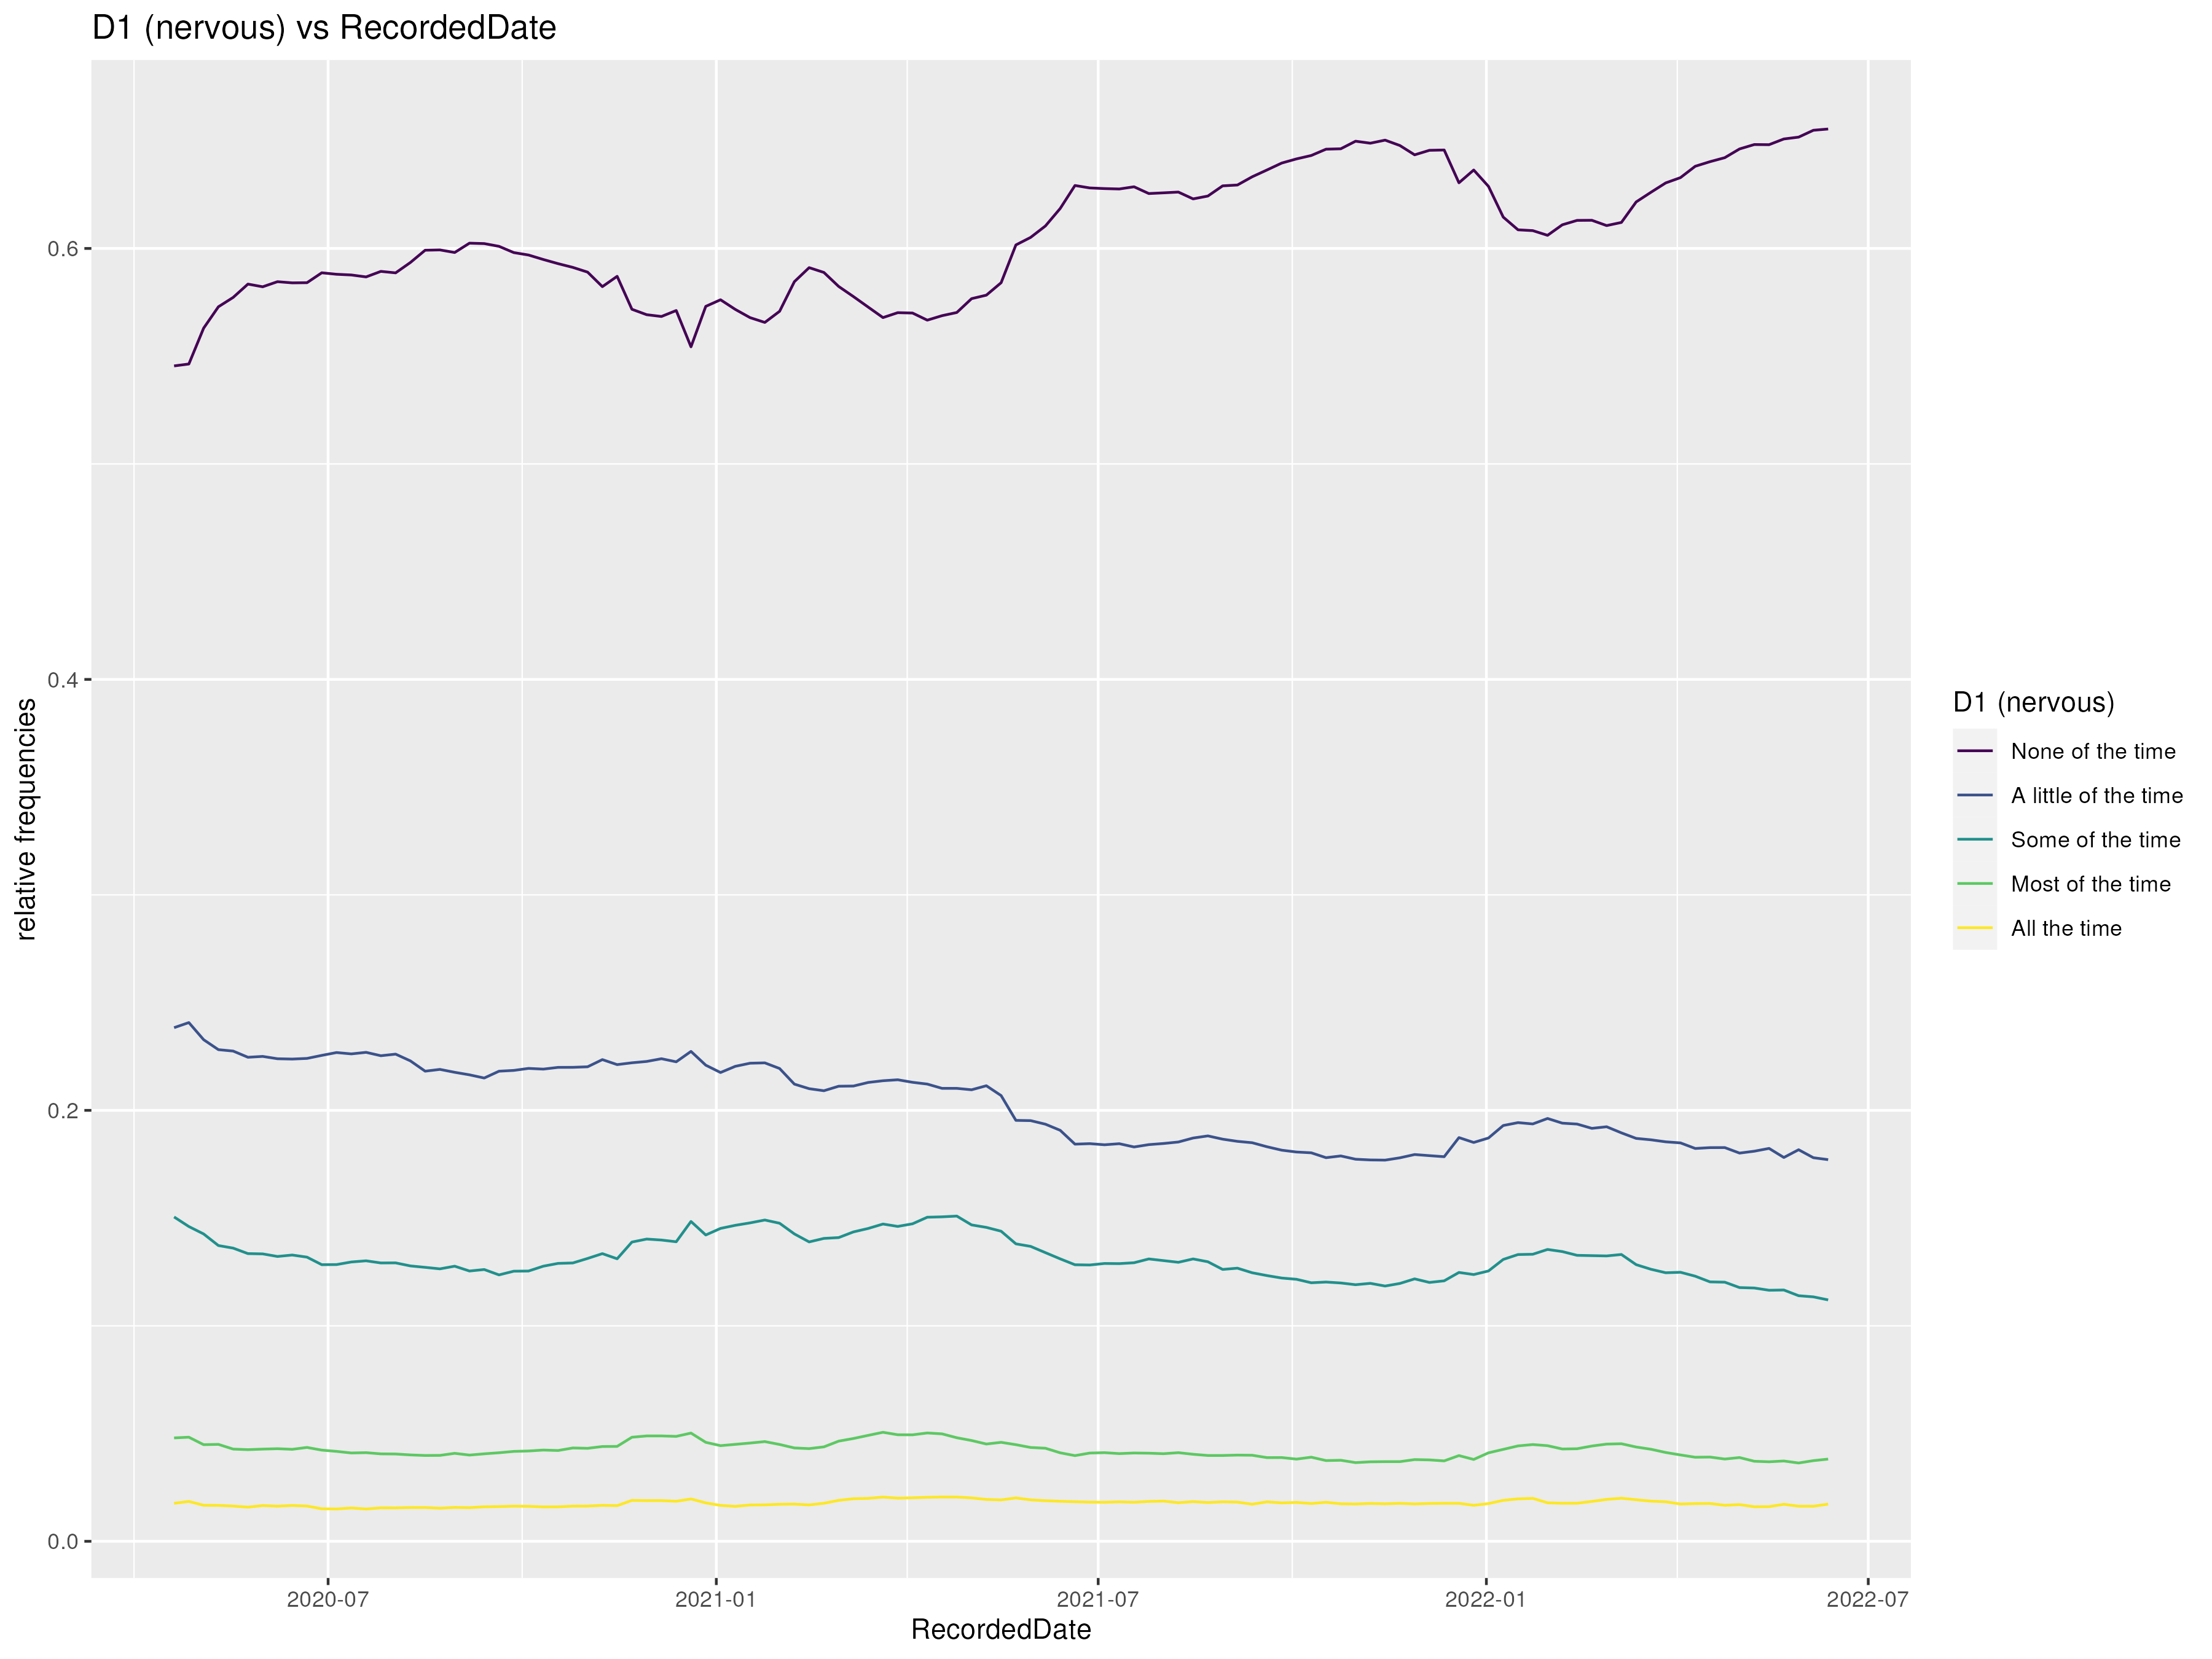 D1 (nervous) vs RecordedDate
relative frequencies
0.6
0.4
0.2
0.0
2020-07
2021-01
2021-07
2022-01
2022-07
RecordedDate
D1 (nervous)
None of the time
A little of the time
Some of the time
Most of the time
All the time